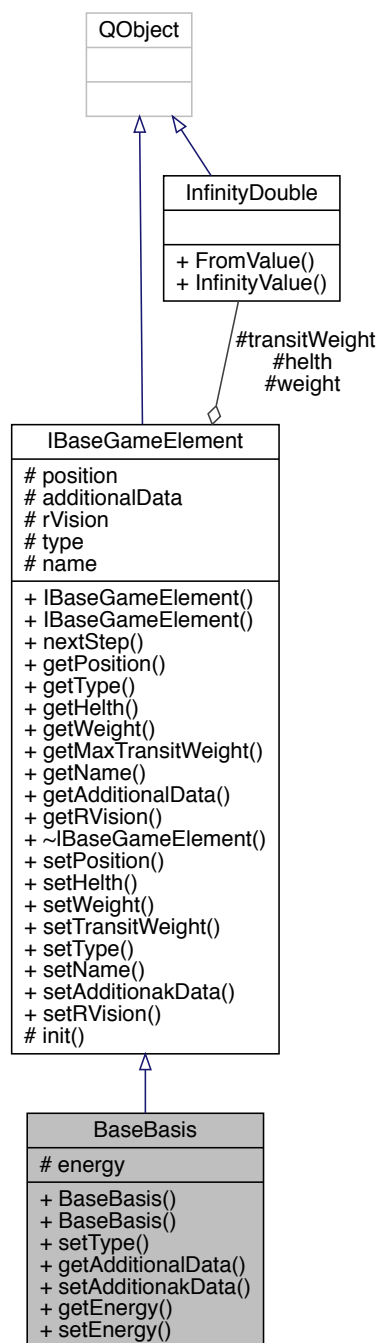 QObject
InfinityDouble
+ FromValue()
+ InfinityValue()
#transitWeight
#helth
#weight
IBaseGameElement
# position
# additionalData
# rVision
# type
# name
+ IBaseGameElement()
+ IBaseGameElement()
+ nextStep()
+ getPosition()
+ getType()
+ getHelth()
+ getWeight()
+ getMaxTransitWeight()
+ getName()
+ getAdditionalData()
+ getRVision()
+ ~IBaseGameElement()
+ setPosition()
+ setHelth()
+ setWeight()
+ setTransitWeight()
+ setType()
+ setName()
+ setAdditionakData()
+ setRVision()
# init()
BaseBasis
# energy
+ BaseBasis()
+ BaseBasis()
+ setType()
+ getAdditionalData()
+ setAdditionakData()
+ getEnergy()
+ setEnergy()